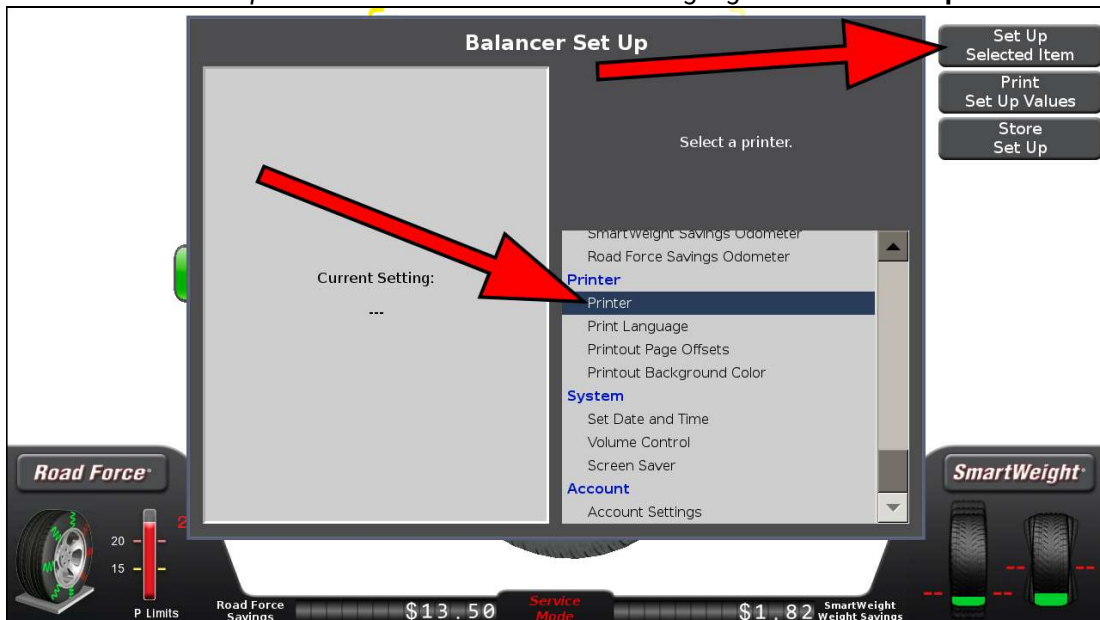 Balancer Set Up
Set Up
Selected Item
Print
Set Up Values
Store
Set Up
Select a printer.
Current Setting:
---
SmartWeight Savings Odometer
Road Force Savings Odometer
Printer
Printer
Print Language
Printout Page Offsets
Printout Background Color
System
Set Date and Time
Volume Control
Screen Saver
Account
Account Settings
Road Force
20
15
P Limits
2
SmartWeight
Road Force
Savings
$13.50
Service
Mode
$1.82
SmartWeight
Weight Savings